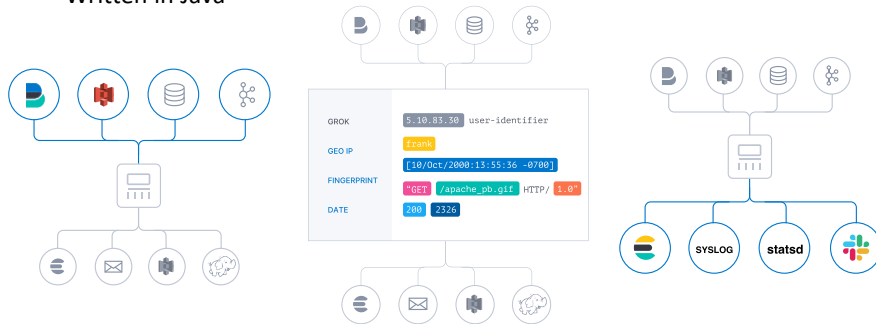 Written in Java
GROK
5.10.83.30 user-identifier
GEO IP
frank
[10/Oct/2000:13:55:36 -0700]
FINGERPRINT
"GET /apache_pb.gif HTTP/ 1.0"
DATE
200 2326
SYSLOG
statsd